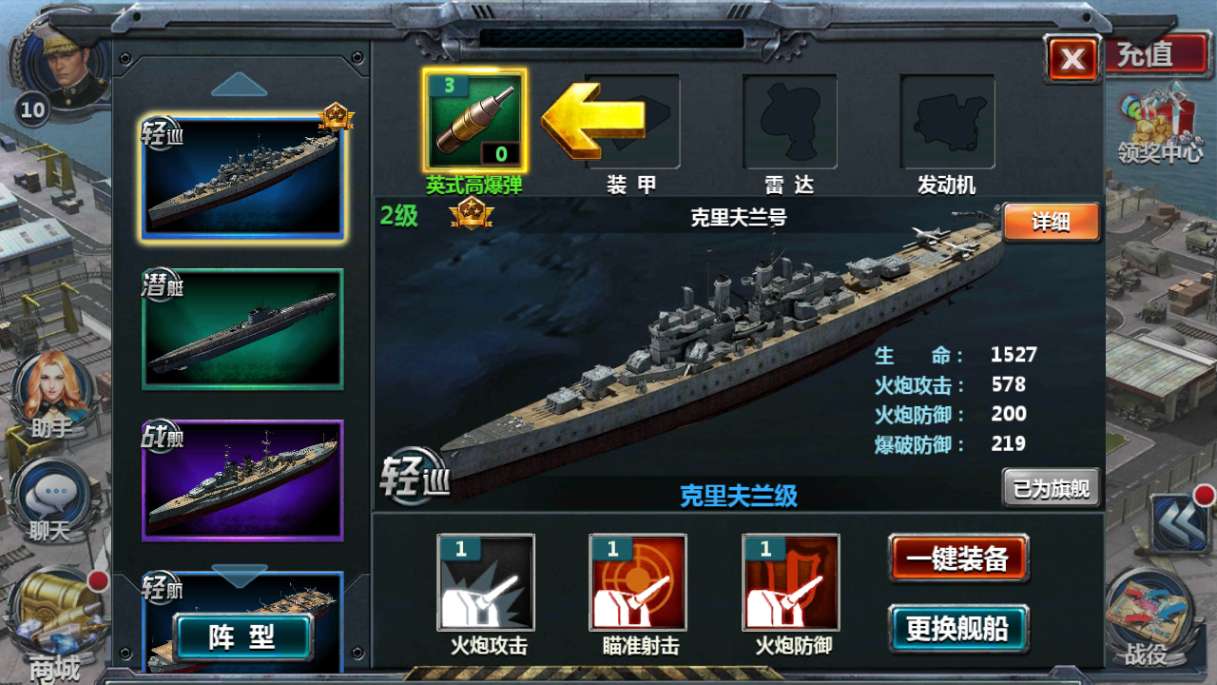 10
充值
领奖中心
助手
聊天
商城
战役
轻巡
潜艇
战舰
轻航
阵 型
3
0
英式高爆弹
装 甲
雷 达
发动机
2级
克里夫兰号
详细
生 命： 1527
火炮攻击： 578
火炮防御： 200
爆破防御： 219
轻巡
克里夫兰级
已为旗舰
1
火炮攻击
1
瞄准射击
1
火炮防御
一键装备
更换舰船